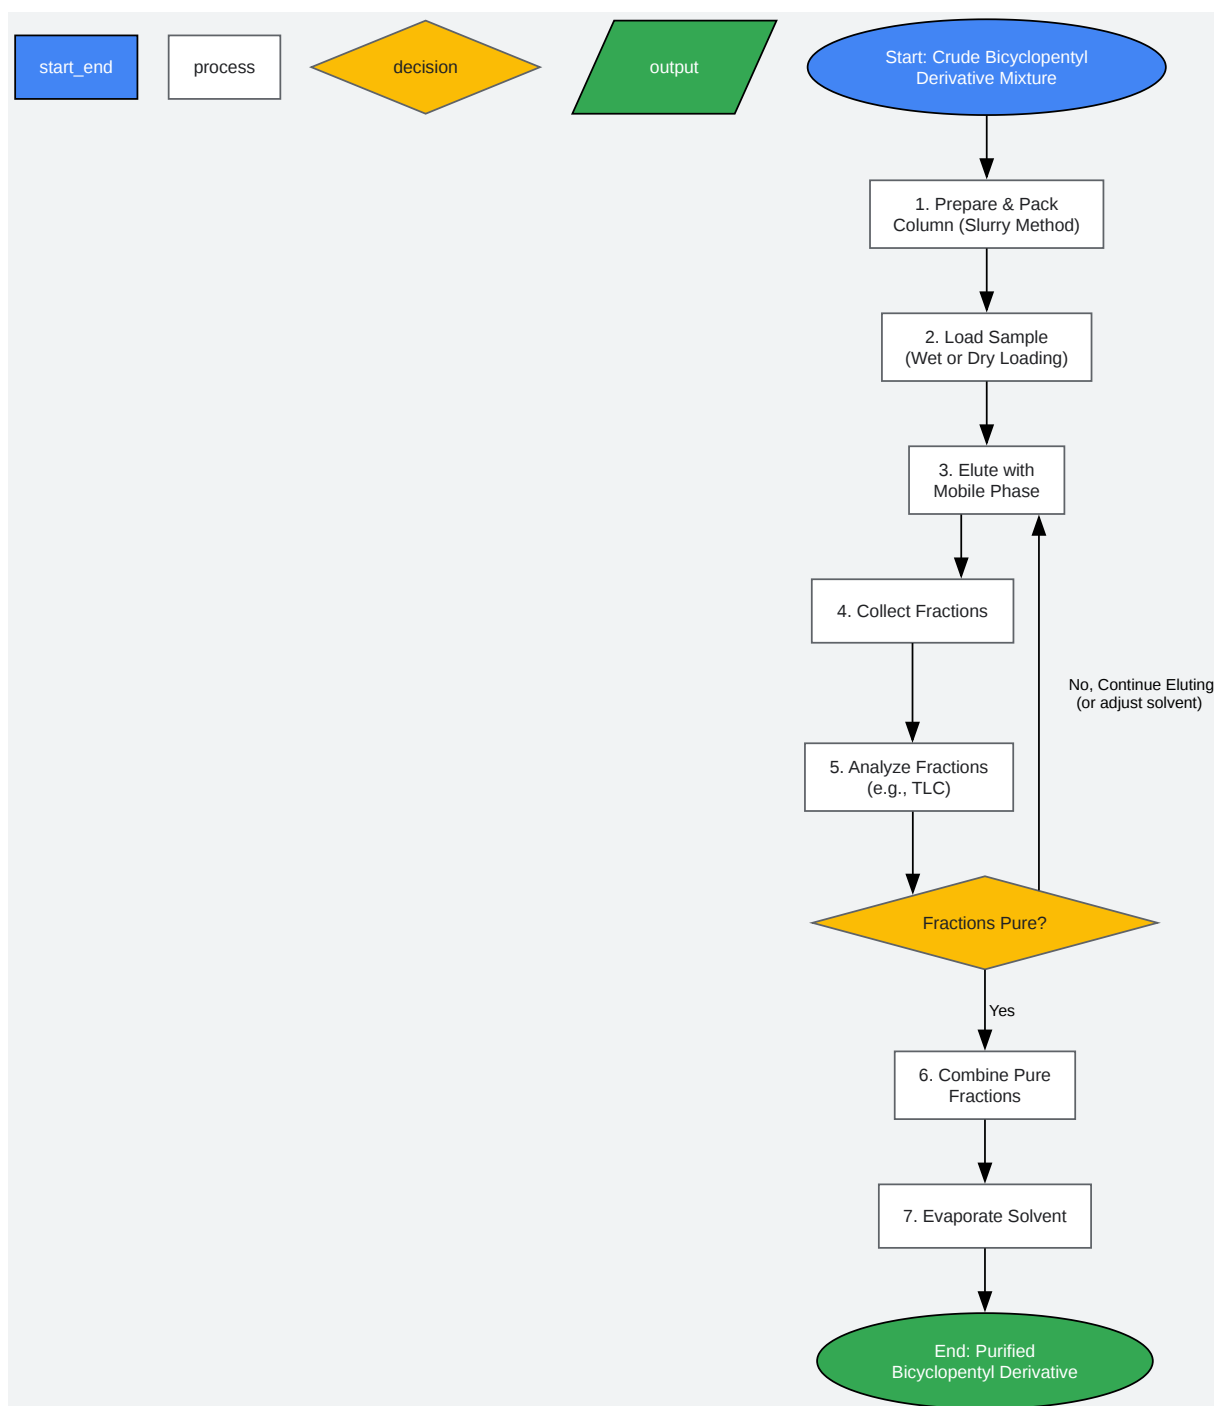 start_end
process
decision
output
Start: Crude Bicyclopentyl
Derivative Mixture
1. Prepare & Pack
Column (Slurry Method)
2. Load Sample
(Wet or Dry Loading)
3. Elute with
Mobile Phase
4. Collect Fractions
No, Continue Eluting
(or adjust solvent)
5. Analyze Fractions
(e.g., TLC)
Fractions Pure?
Yes
6. Combine Pure
Fractions
7. Evaporate Solvent
End: Purified
Bicyclopentyl Derivative